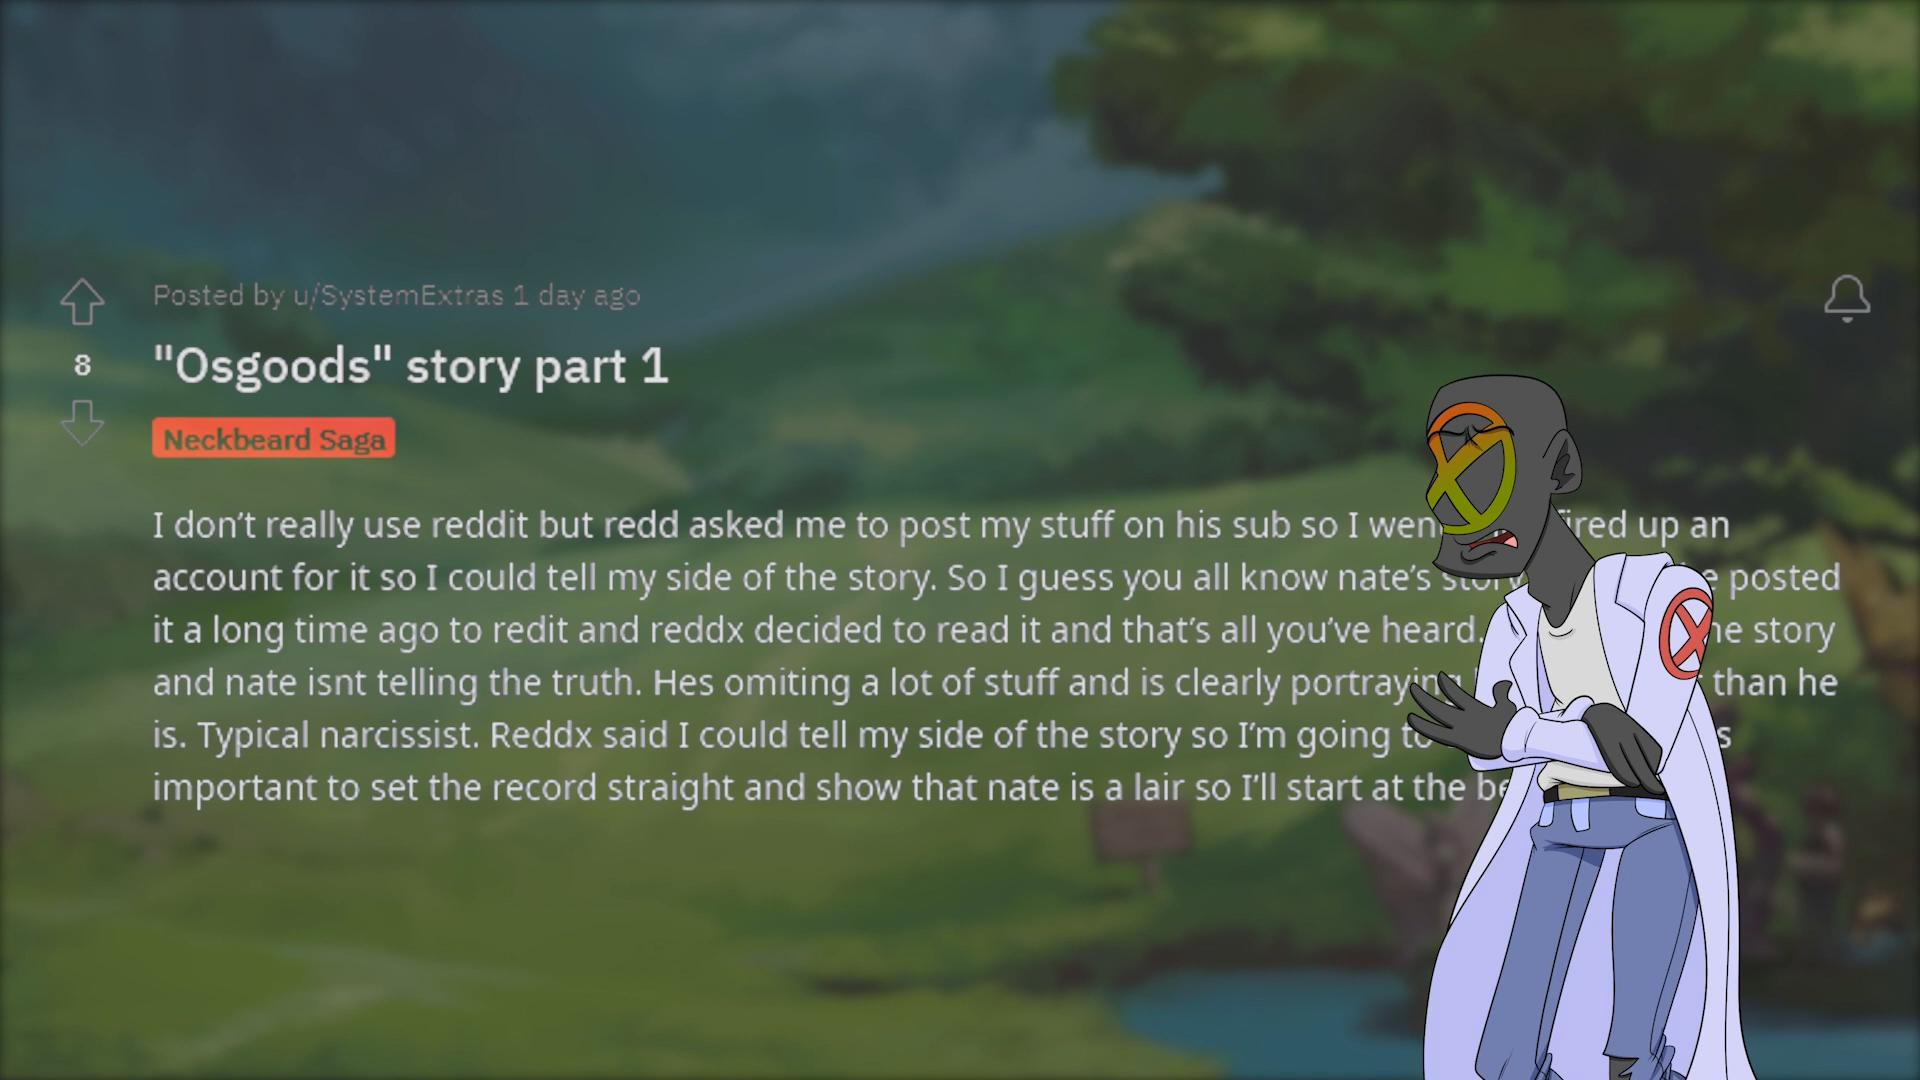 Posted by u/SystemExtras 1 day ago
8
"Osgoods" story part 1
Neckbeard Saga
I don't really use reddit but redd asked me to post my stuff on his sub so I fired up an
account for it so I could tell my side of the story. So I guess you all know nate's posted
it a long time ago to redit and reddx decided to read it and that's all you've heard. story
and nate isnt telling the truth. Hes omiting a lot of stuff and is clearly portraying than he
is. Typical narcissist. Reddx said I could tell my side of the story so I'm going to
important to set the record straight and show that nate is a lair so I'll start at the